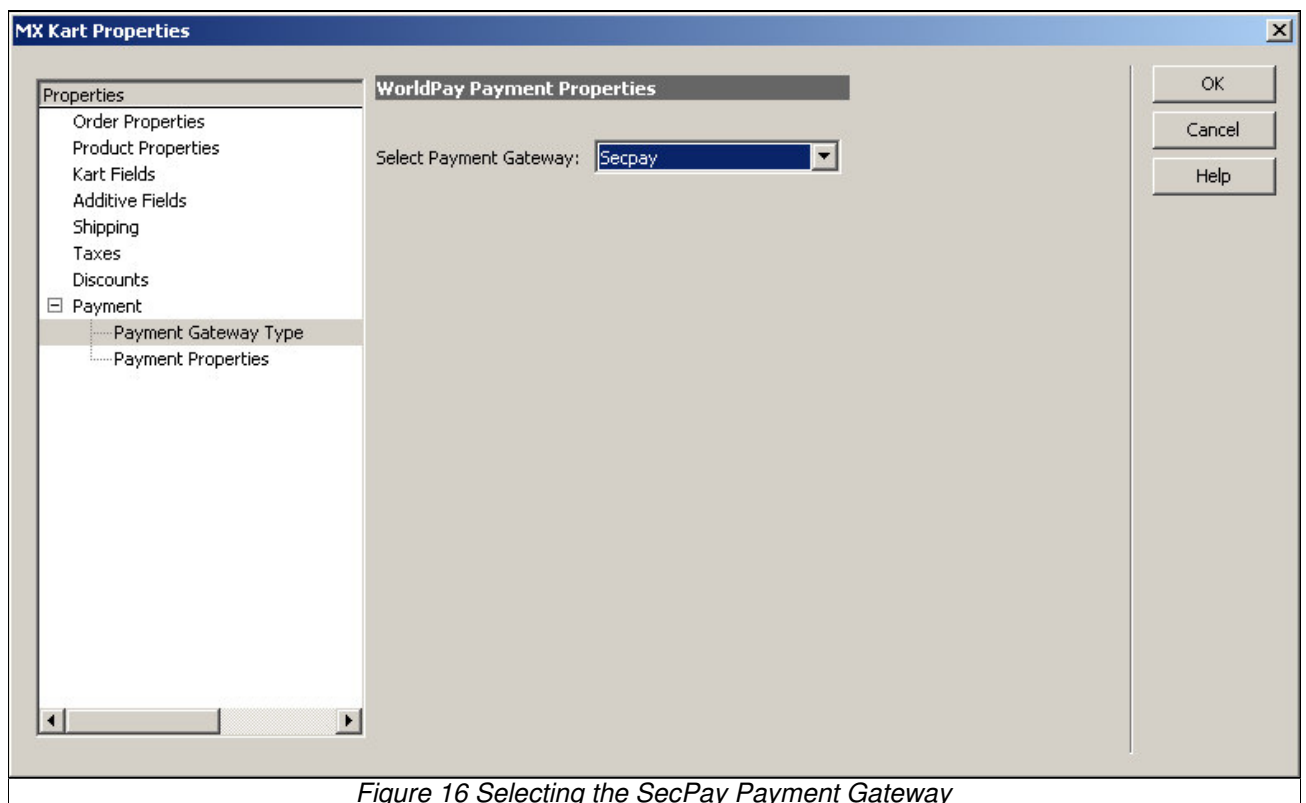 MX Kart Properties
Properties
Order Properties
Product Properties
Kart Fields
Additive Fields
Shipping
Taxes
Discounts
Payment
Payment Gateway Type
Payment Properties
WorldPay Payment Properties
Select Payment Gateway: Secpay
OK
Cancel
Help
Figure 16 Selecting the SecPay Payment Gateway